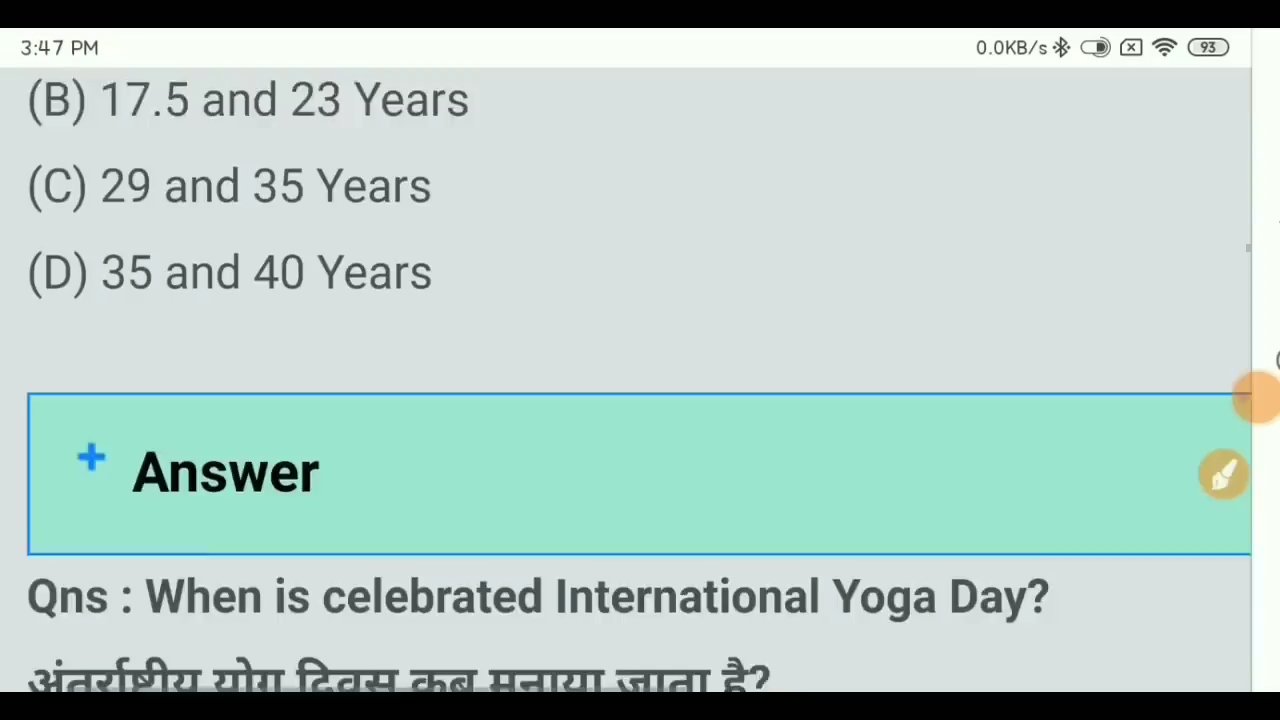 3:47 PM 0.0KB/s 93
(B) 17.5 and 23 Years
(C) 29 and 35 Years
(D) 35 and 40 Years
+ Answer
Qns : When is celebrated International Yoga Day?
अंतर्राष्ट्रीय योग दिवस कब मनाया जाता है?